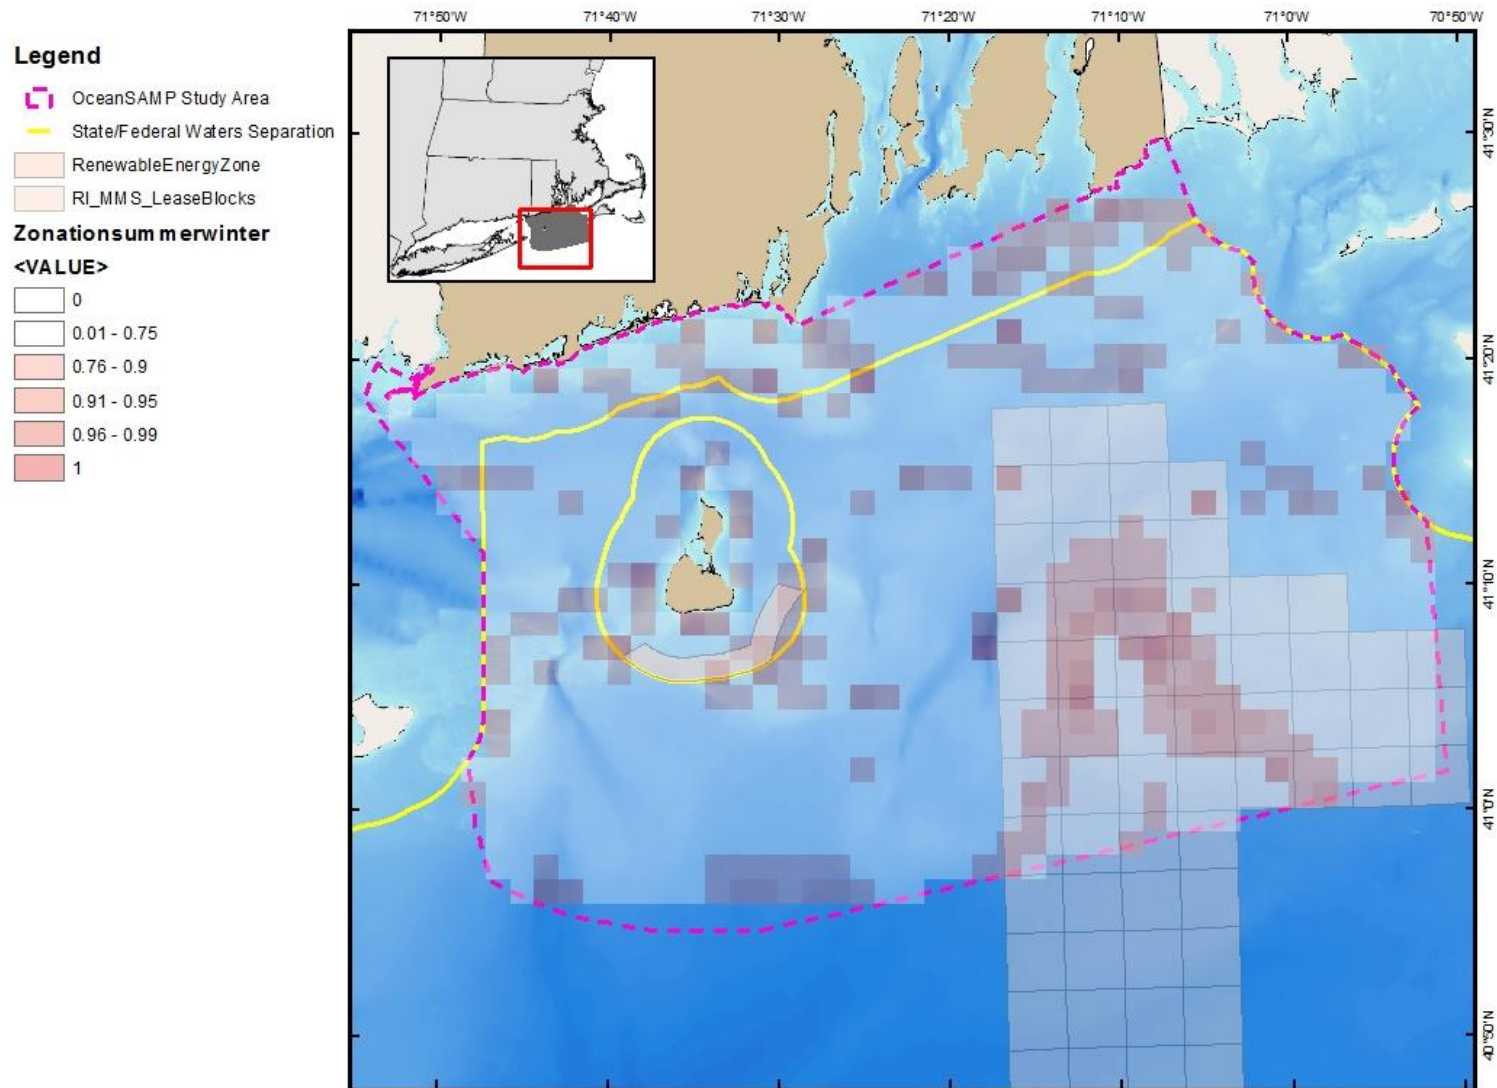 71°50'W 71°40'W 71°30'W 71°20'W 71°10'W 71°0'W 70°50'W
Legend
OceanSAMP Study Area
State/Federal Waters Separation
RenewableEnergyZone
RI_MMS_LeaseBlocks
Zonationsummerwinter
<VALUE>
0
0.01 - 0.75
0.76 - 0.9
0.91 - 0.95
0.96 - 0.99
1
41°30'N
41°20'N
41°10'N
41°0'N
40°50'N